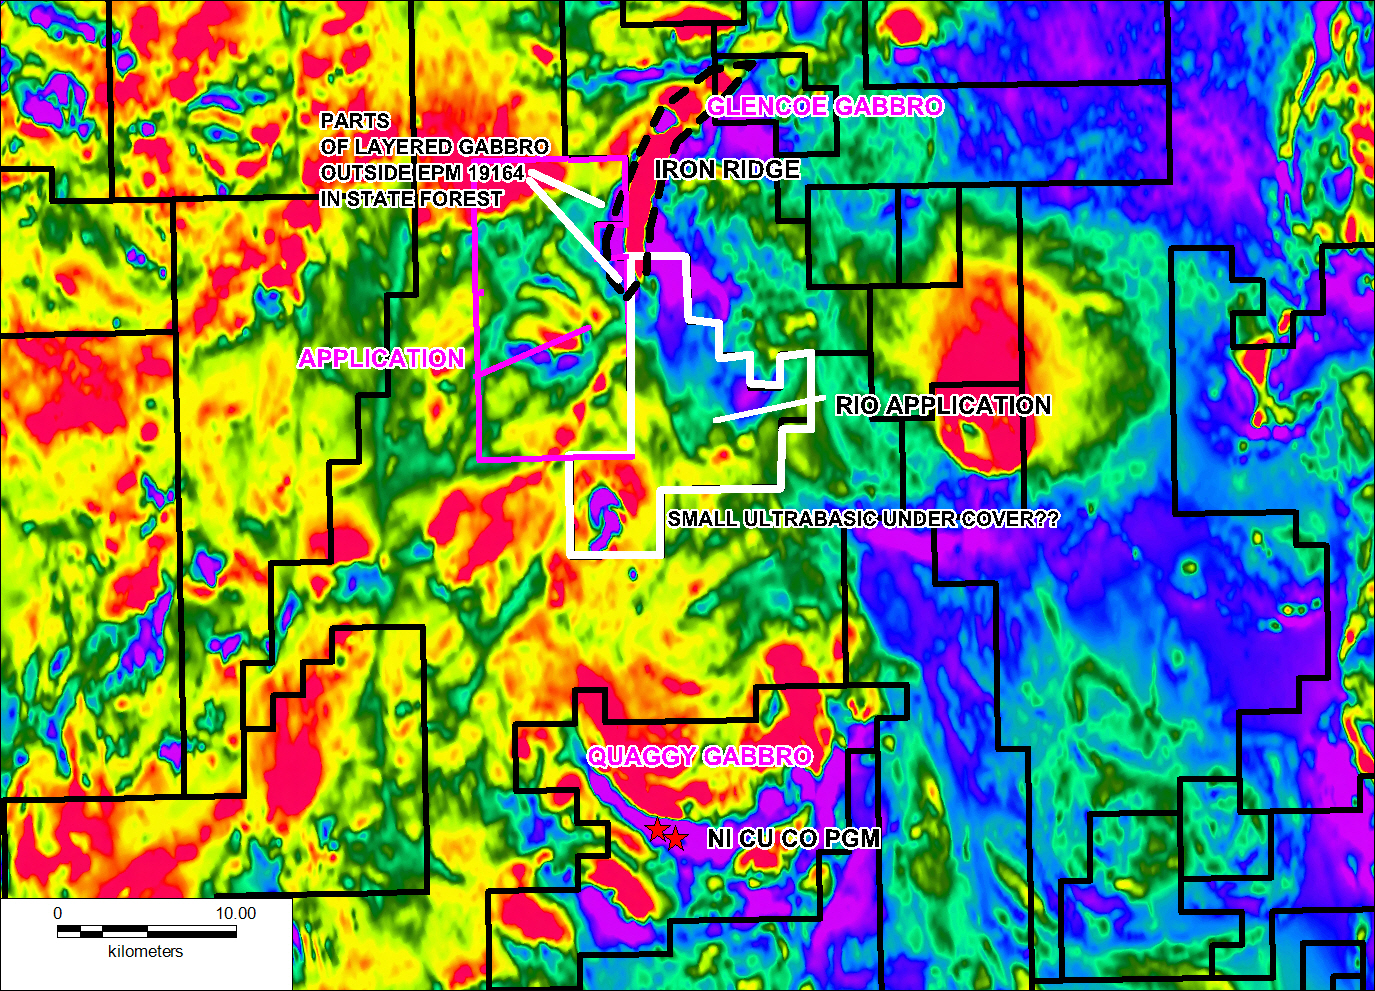 GLENCOE GABBRO
PARTS
OF LAYERED GABBRO
OUTSIDE EPM 19164
IN STATE FOREST
IRON RIDGE
APPLICATION
RIO APPLICATION
SMALL ULTRABASIC UNDER COVER??
QUAGGY GABBRO
NI CU CO PGM
0 10.00
kilometers